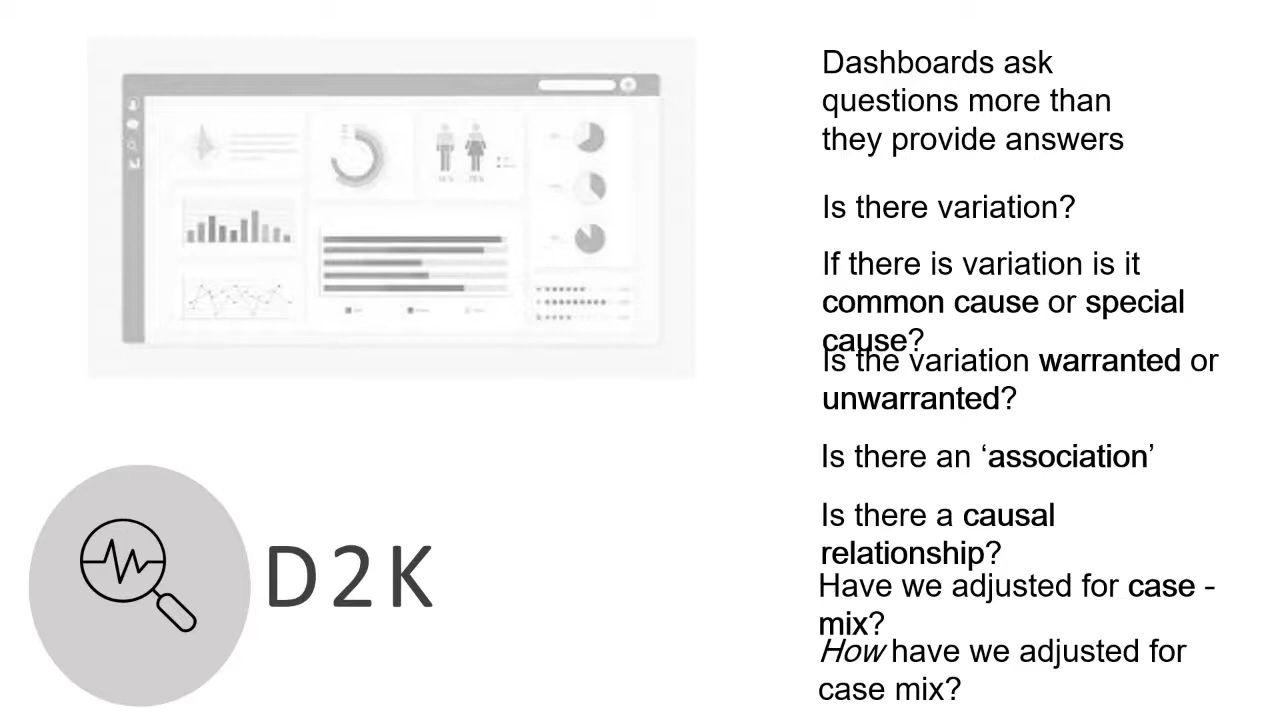 Dashboards ask
questions more than
they provide answers
Is there variation?
If there is variation is it
common cause or special
cause?
Is the variation warranted or
unwarranted?
Is there an ‘association’
Is there a causal
relationship?
Have we adjusted for case -
mix?
How have we adjusted for
case mix?
D2K